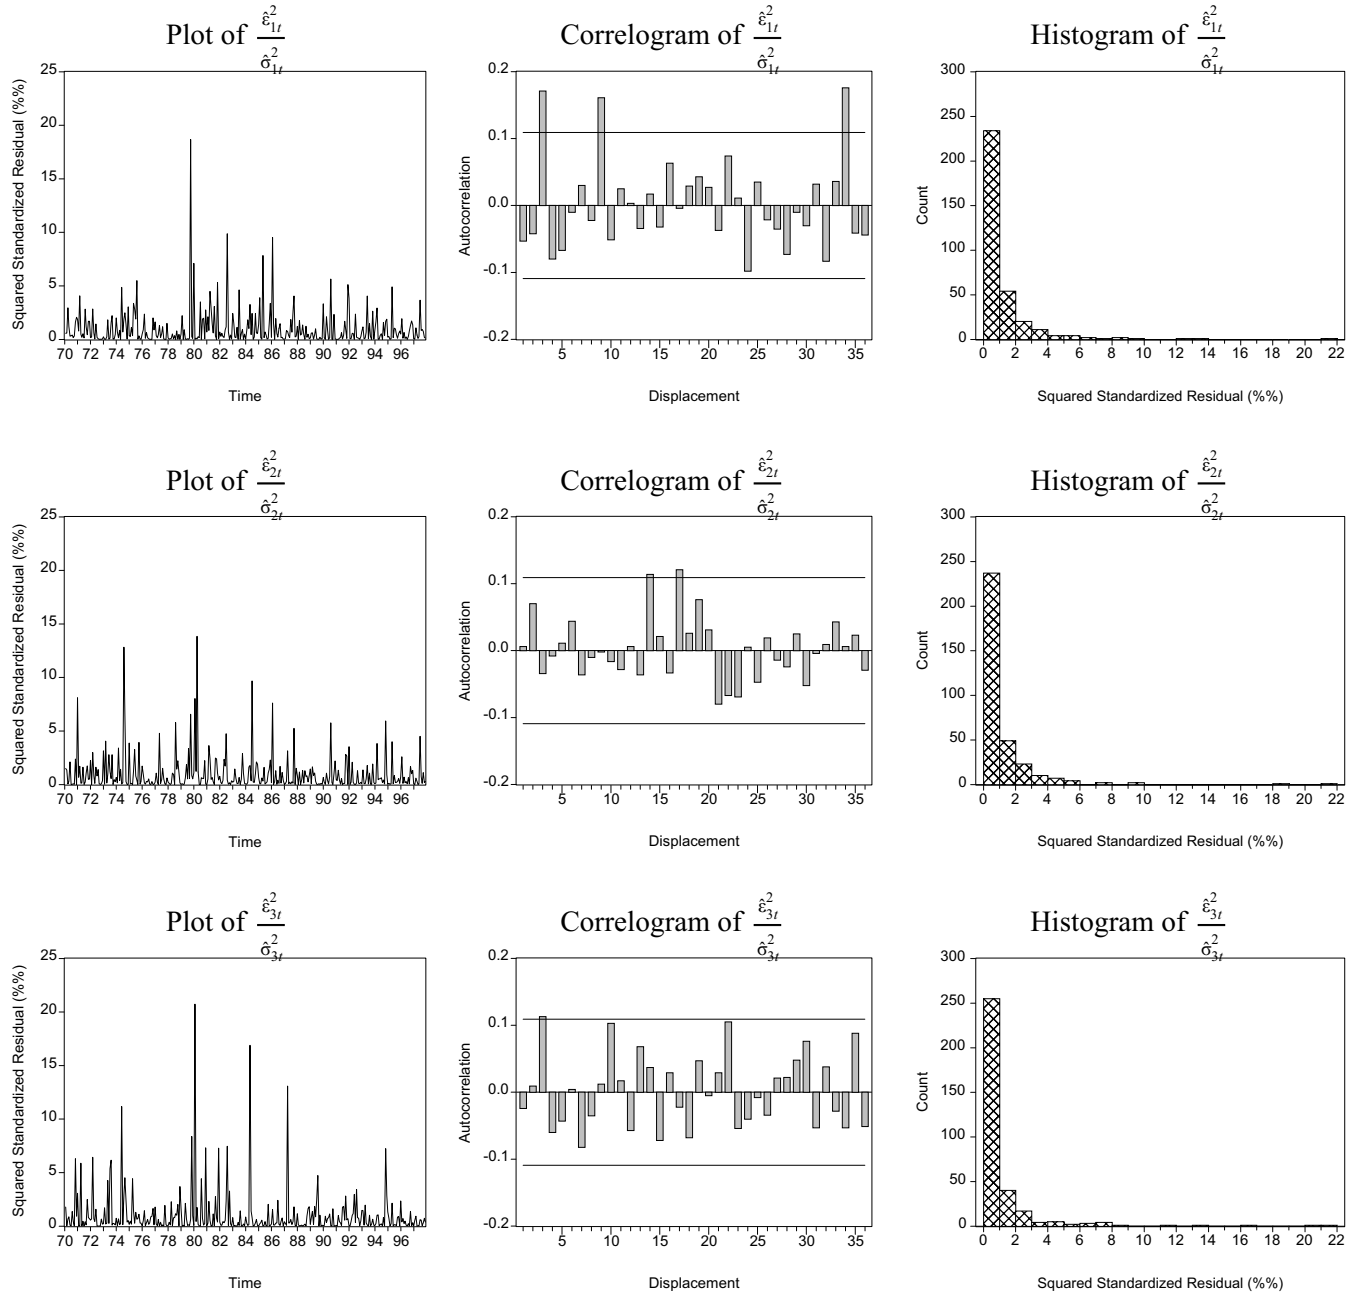 Plot of ε̂²₁ₜ / σ̂²₁ₜ
Correlogram of ε̂²₁ₜ / σ̂²₁ₜ
Histogram of ε̂²₁ₜ / σ̂²₁ₜ
Squared Standardized Residual (%%)
25
20
15
10
5
0
70 72 74 76 78 80 82 84 86 88 90 92 94 96
Time
Autocorrelation
0.2
0.1
0.0
-0.1
-0.2
5 10 15 20 25 30 35
Displacement
Count
300
250
200
150
100
50
0
0 2 4 6 8 10 12 14 16 18 20 22
Squared Standardized Residual (%%)
Plot of ε̂²₂ₜ / σ̂²₂ₜ
Correlogram of ε̂²₂ₜ / σ̂²₂ₜ
Histogram of ε̂²₂ₜ / σ̂²₂ₜ
Squared Standardized Residual (%%)
25
20
15
10
5
0
70 72 74 76 78 80 82 84 86 88 90 92 94 96
Time
Autocorrelation
0.2
0.1
0.0
-0.1
-0.2
5 10 15 20 25 30 35
Displacement
Count
300
250
200
150
100
50
0
0 2 4 6 8 10 12 14 16 18 20 22
Squared Standardized Residual (%%)
Plot of ε̂²₃ₜ / σ̂²₃ₜ
Correlogram of ε̂²₃ₜ / σ̂²₃ₜ
Histogram of ε̂²₃ₜ / σ̂²₃ₜ
Squared Standardized Residual (%%)
25
20
15
10
5
0
70 72 74 76 78 80 82 84 86 88 90 92 94 96
Time
Autocorrelation
0.2
0.1
0.0
-0.1
-0.2
5 10 15 20 25 30 35
Displacement
Count
300
250
200
150
100
50
0
0 2 4 6 8 10 12 14 16 18 20 22
Squared Standardized Residual (%%)